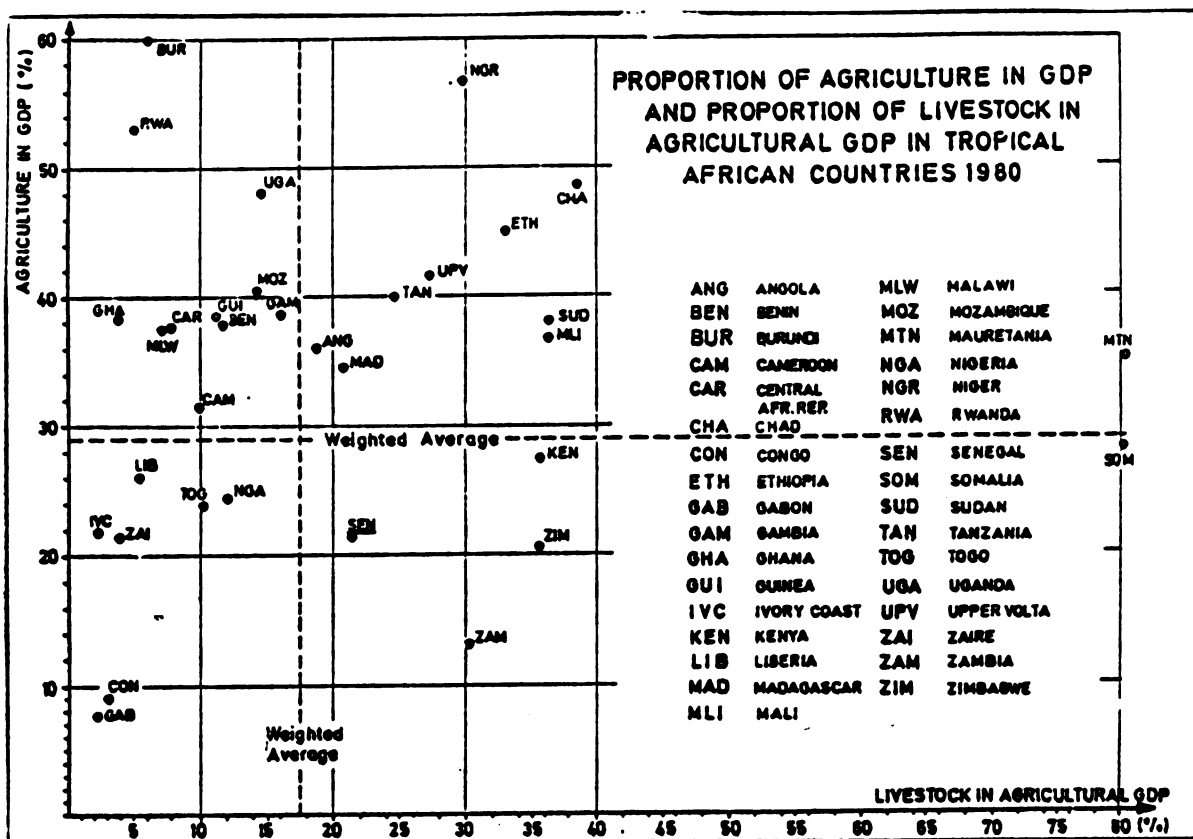 PROPORTION OF AGRICULTURE IN GDP
AND PROPORTION OF LIVESTOCK IN
AGRICULTURAL GDP IN TROPICAL
AFRICAN COUNTRIES 1980
AGRICULTURE IN GDP (%)
60
50
40
30
20
10
BUR
NGR
RWA
UGA
CHA
ETH
UPV
MOZ
TAN
GHA
GUI
GAM
CAR
BEN
SUD
MLW
ANG
MLI
MTN
MAD
CAM
Weighted Average
KEN
SOM
LIB
TOG
NGA
IVC
ZAI
SEN
ZIM
ZAM
CON
GAB
Weighted
Average
ANG ANGOLA MLW MALAWI
BEN BENIN MOZ MOZAMBIQUE
BUR BURUNDI MTN MAURETANIA
CAM CAMEROON NGA NIGERIA
CAR CENTRAL NGR NIGER
AFR.RER
CHA CHAD RWA RWANDA
CON CONGO SEN SENEGAL
ETH ETHIOPIA SOM SOMALIA
GAB GABON SUD SUDAN
GAM GAMBIA TAN TANZANIA
GHA GHANA TOG TOGO
GUI GUINEA UGA UGANDA
IVC IVORY COAST UPV UPPER VOLTA
KEN KENYA ZAI ZAIRE
LIB LISERIA ZAM ZAMBIA
MAD MADAGASCAR ZIM ZIMBABWE
MLI MALI
LIVESTOCK IN AGRICULTURAL GDP
5 10 15 20 25 30 35 40 45 50 55 60 65 70 75 80 (%)